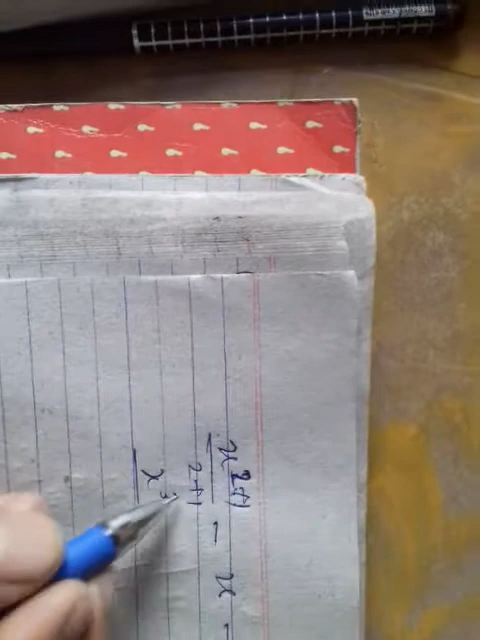 x^{2+1}
2+1
- x -
x^3